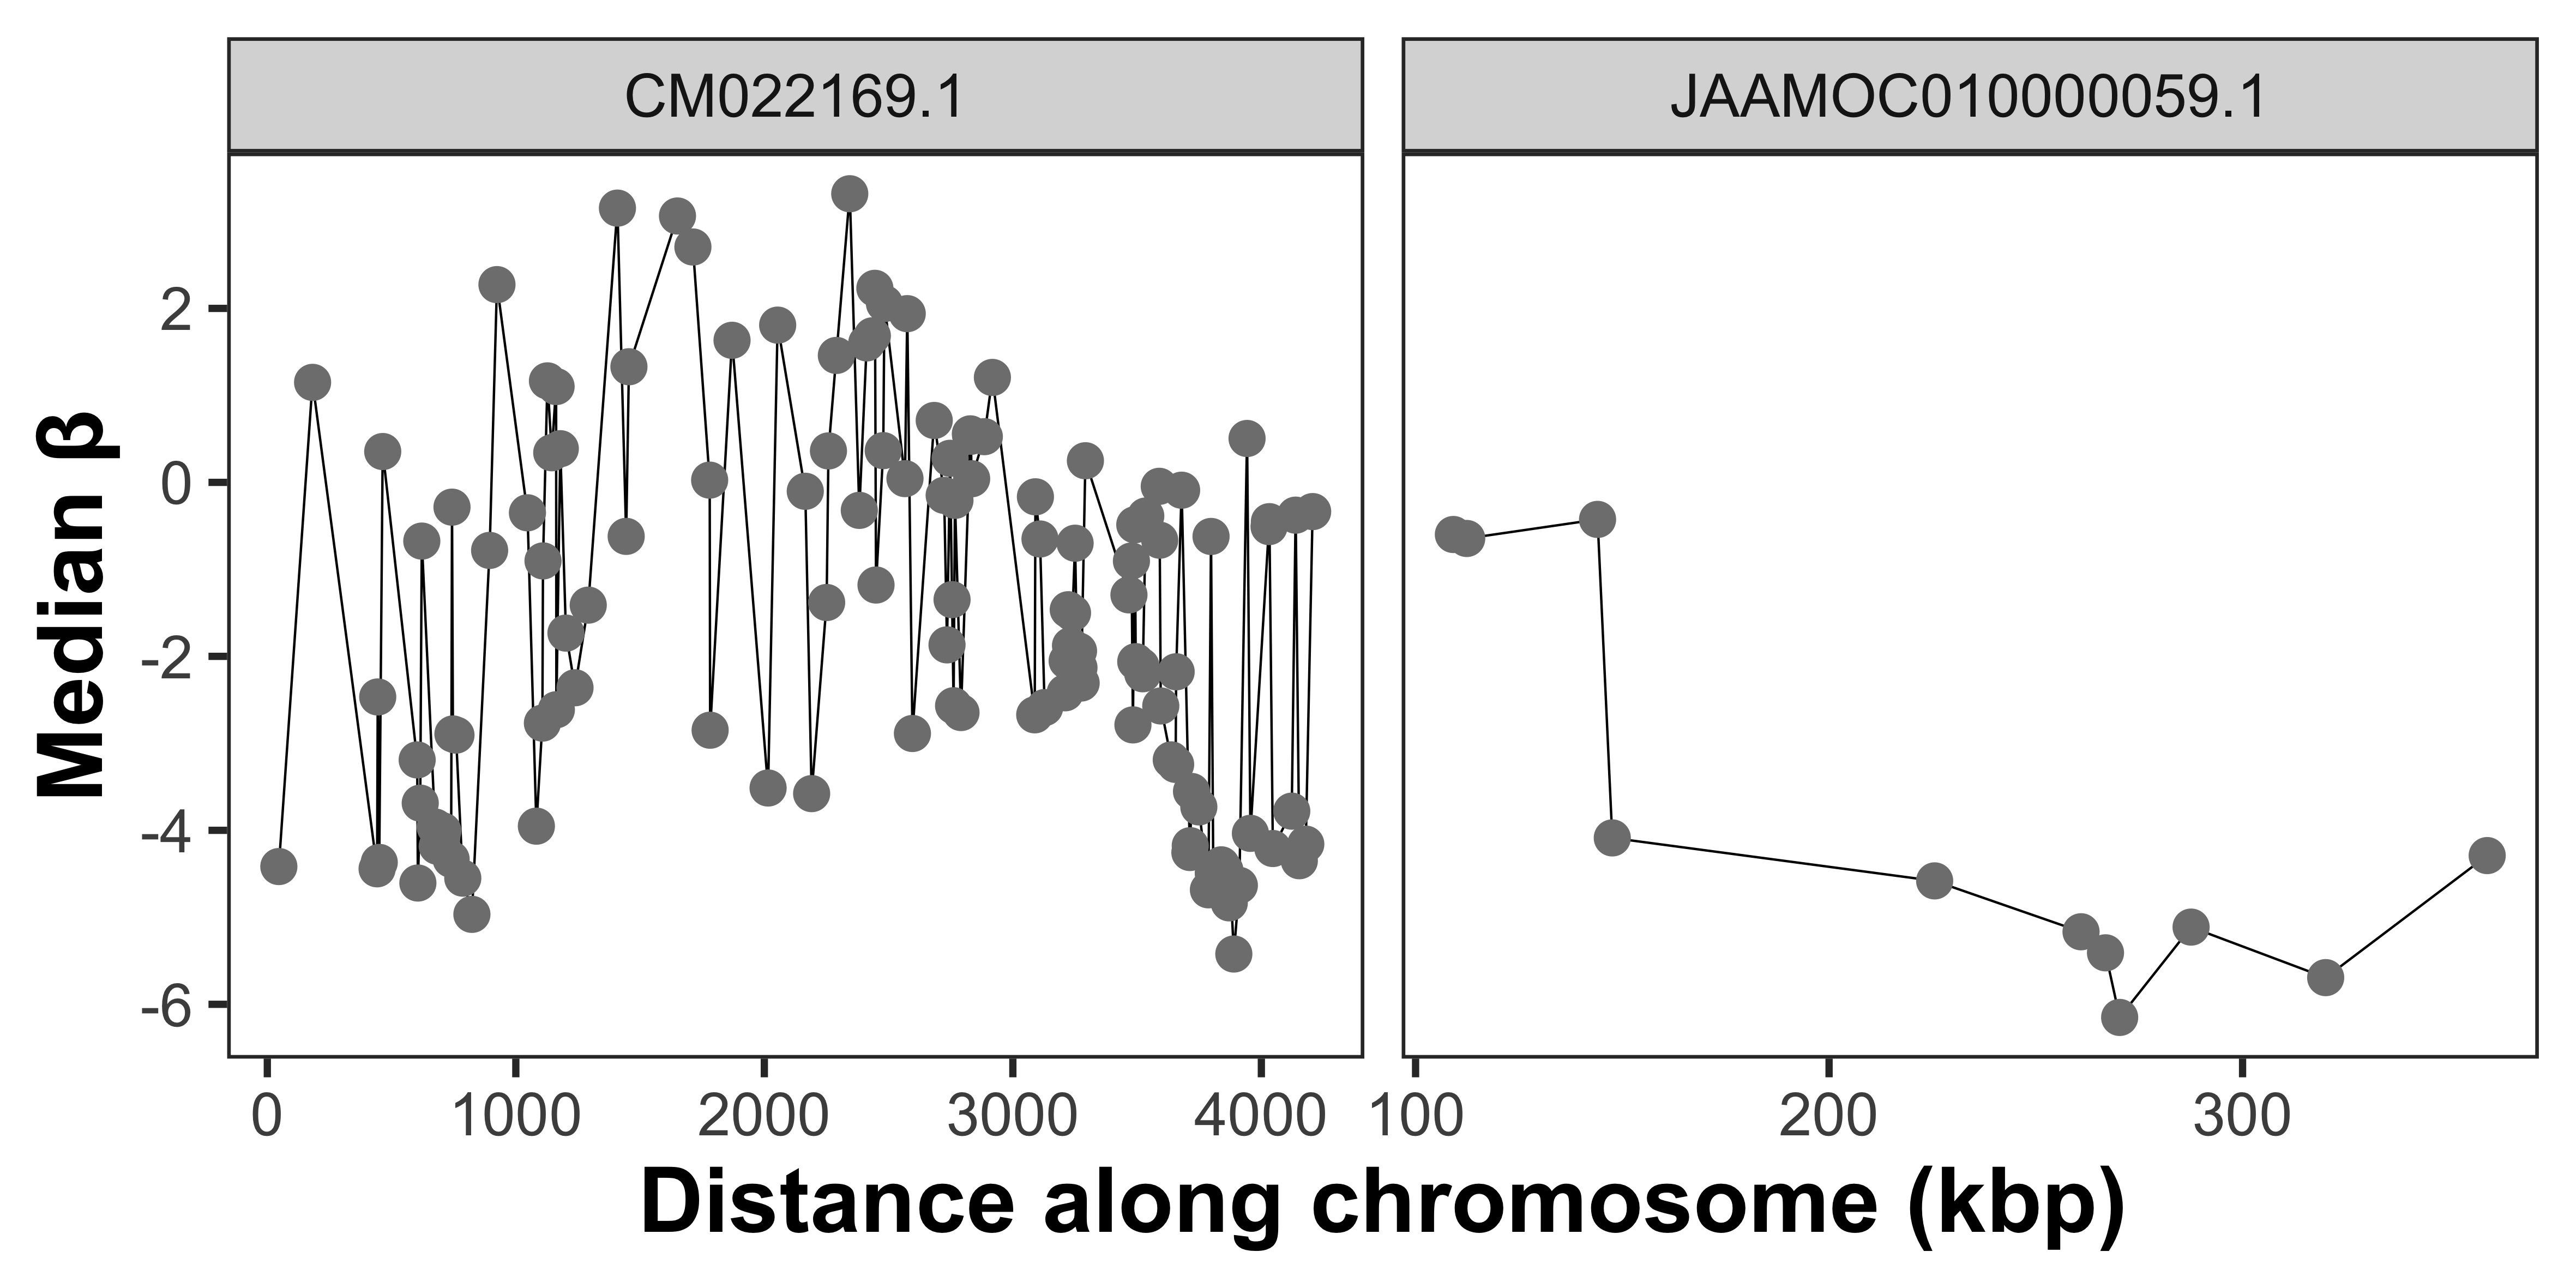 CM022169.1 JAAMOC010000059.1
Median β
2
0
-2
-4
-6
0 1000 2000 3000 4000 100 200 300
Distance along chromosome (kbp)